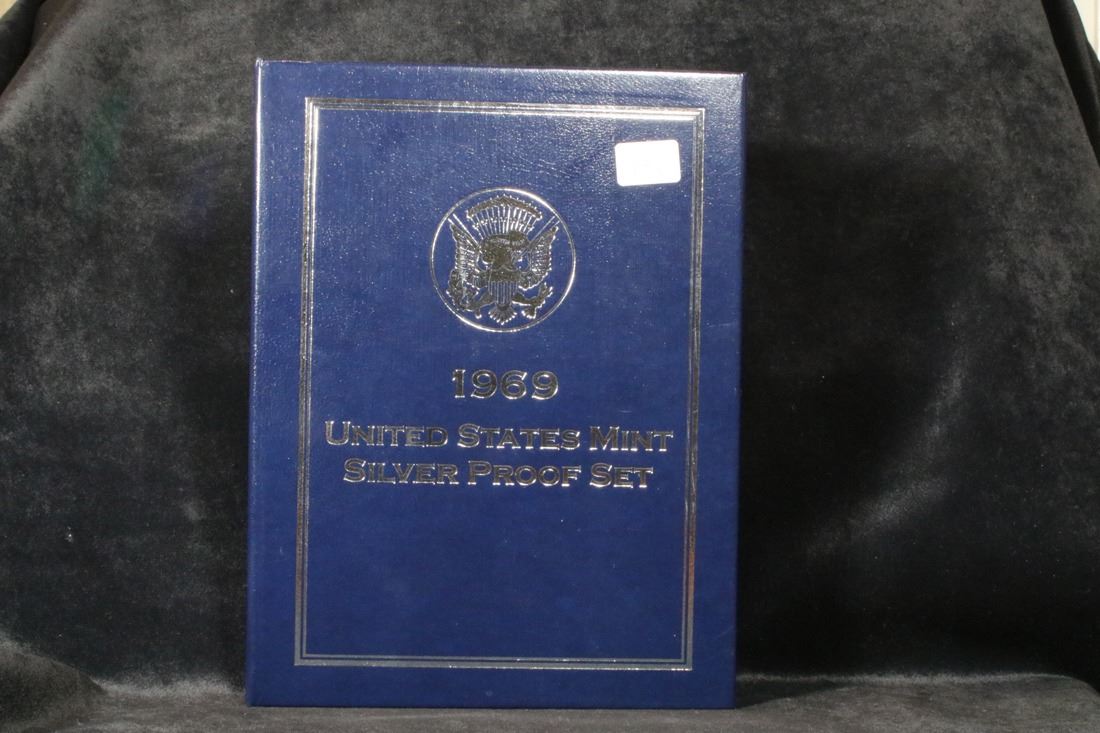 1969
UNITED STATES MINT
SILVER PROOF SET